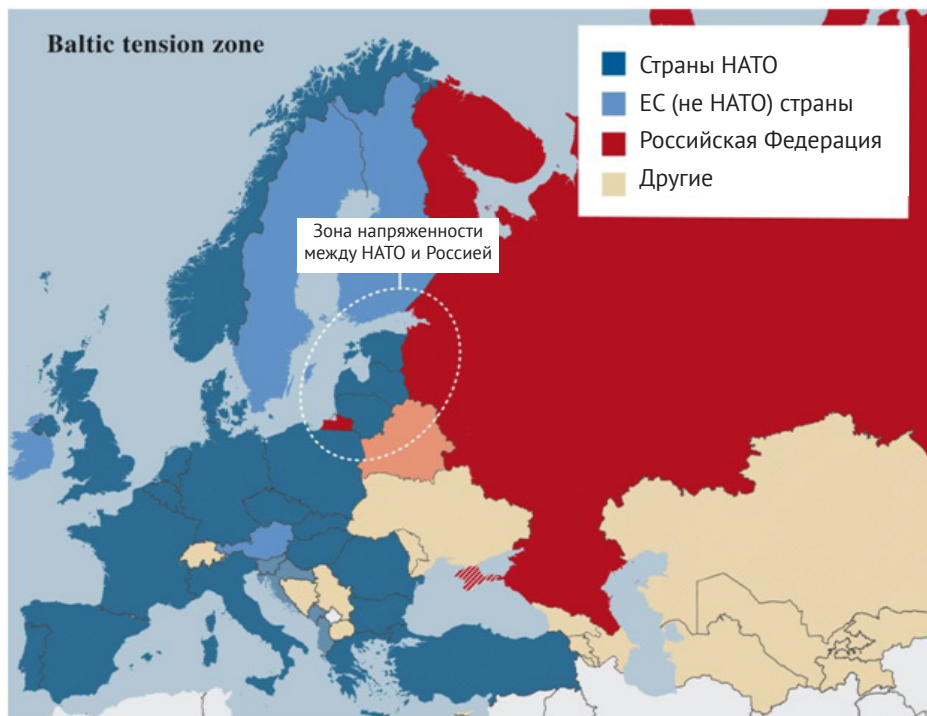 Baltic tension zone
Страны НАТО
ЕС (не НАТО) страны
Российская Федерация
Другие
Зона напряженности
между НАТО и Россией